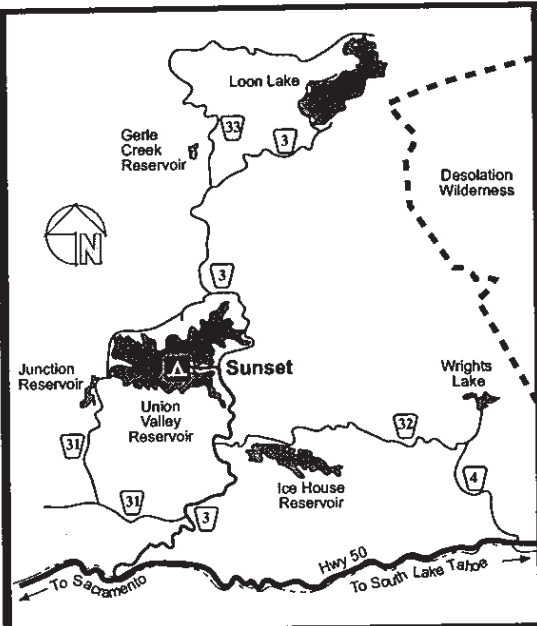 Loon Lake
33
3
Gerle
Creek
Reservoir
Desolation
Wilderness
N
3
Junction
Reservoir
Sunset
Union
Valley
Reservoir
Wrights
Lake
32
31
4
Ice House
Reservoir
31
3
Hwy 50
To Sacramento
To South Lake Tahoe